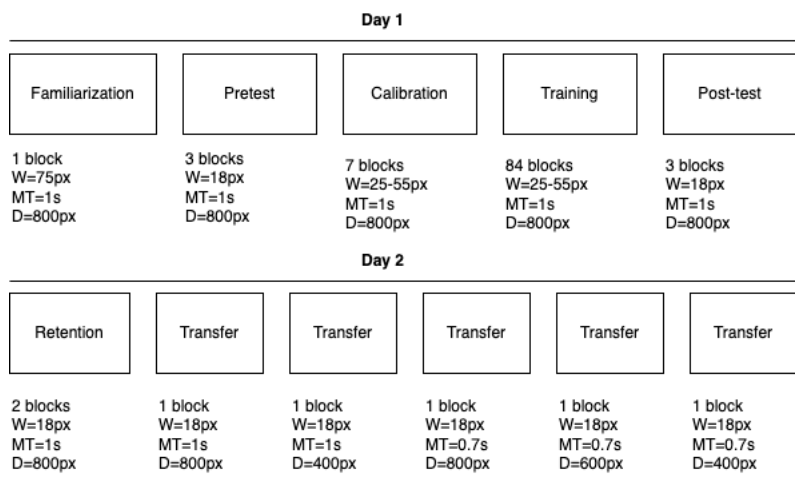 Day 1
Familiarization
Pretest
Calibration
Training
Post-test
1 block
W=75px
MT=1s
D=800px
3 blocks
W=18px
MT=1s
D=800px
7 blocks
W=25-55px
MT=1s
D=800px
84 blocks
W=25-55px
MT=1s
D=800px
3 blocks
W=18px
MT=1s
D=800px
Day 2
Retention
Transfer
Transfer
Transfer
Transfer
Transfer
2 blocks
W=18px
MT=1s
D=800px
1 block
W=18px
MT=1s
D=800px
1 block
W=18px
MT=1s
D=400px
1 block
W=18px
MT=0.7s
D=800px
1 block
W=18px
MT=0.7s
D=600px
1 block
W=18px
MT=0.7s
D=400px